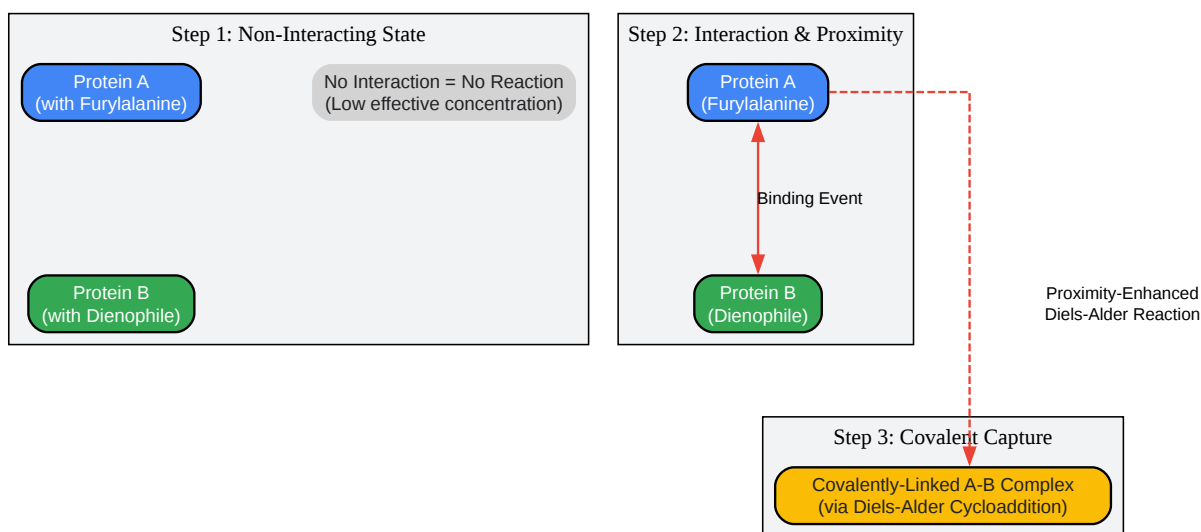 Step 1: Non-Interacting State
Protein A
(with Furylalanine)
No Interaction = No Reaction
(Low effective concentration)
Protein B
(with Dienophile)
Step 2: Interaction & Proximity
Protein A
(Furylalanine)
Binding Event
Protein B
(Dienophile)
Proximity-Enhanced
Diels-Alder Reaction
Step 3: Covalent Capture
Covalently-Linked A-B Complex
(via Diels-Alder Cycloaddition)